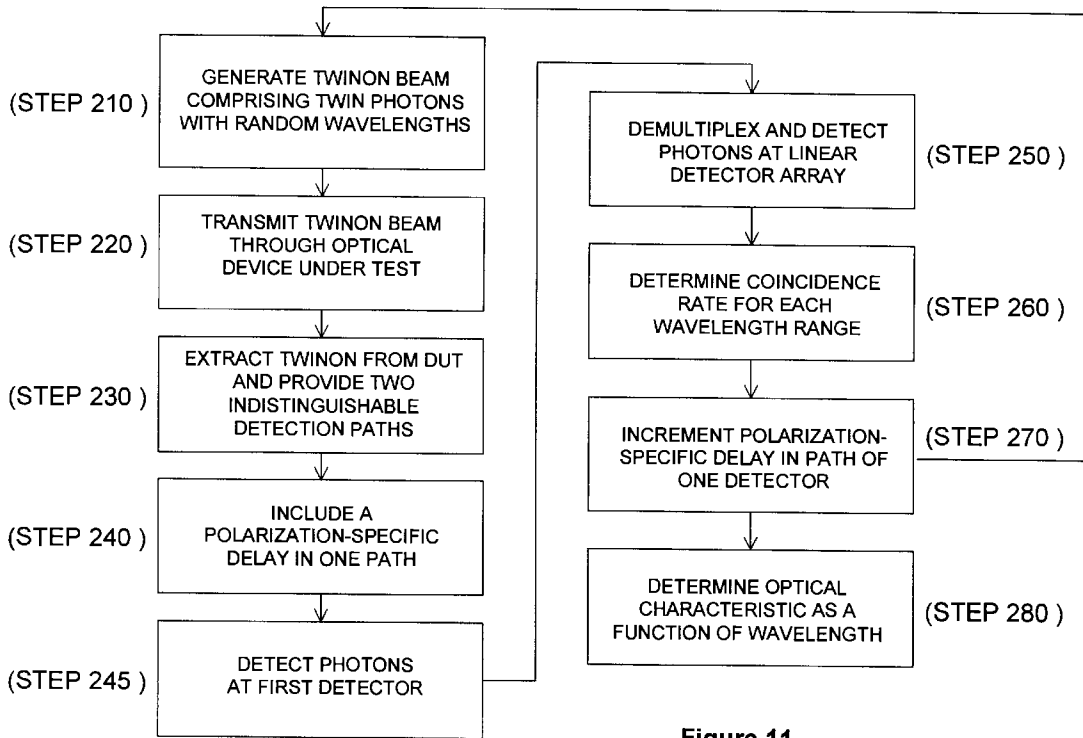 (STEP 210 )
GENERATE TWINON BEAM
COMPRISING TWIN PHOTONS
WITH RANDOM WAVELENGTHS
(STEP 220 )
TRANSMIT TWINON BEAM
THROUGH OPTICAL
DEVICE UNDER TEST
(STEP 230 )
EXTRACT TWINON FROM DUT
AND PROVIDE TWO
INDISTINGUISHABLE
DETECTION PATHS
(STEP 240 )
INCLUDE A
POLARIZATION-SPECIFIC
DELAY IN ONE PATH
(STEP 245 )
DETECT PHOTONS
AT FIRST DETECTOR
DEMULTIPLEX AND DETECT
PHOTONS AT LINEAR
DETECTOR ARRAY
(STEP 250 )
DETERMINE COINCIDENCE
RATE FOR EACH
WAVELENGTH RANGE
(STEP 260 )
INCREMENT POLARIZATION-
SPECIFIC DELAY IN PATH OF
ONE DETECTOR
(STEP 270 )
DETERMINE OPTICAL
CHARACTERISTIC AS A
FUNCTION OF WAVELENGTH
(STEP 280 )
Figure 11